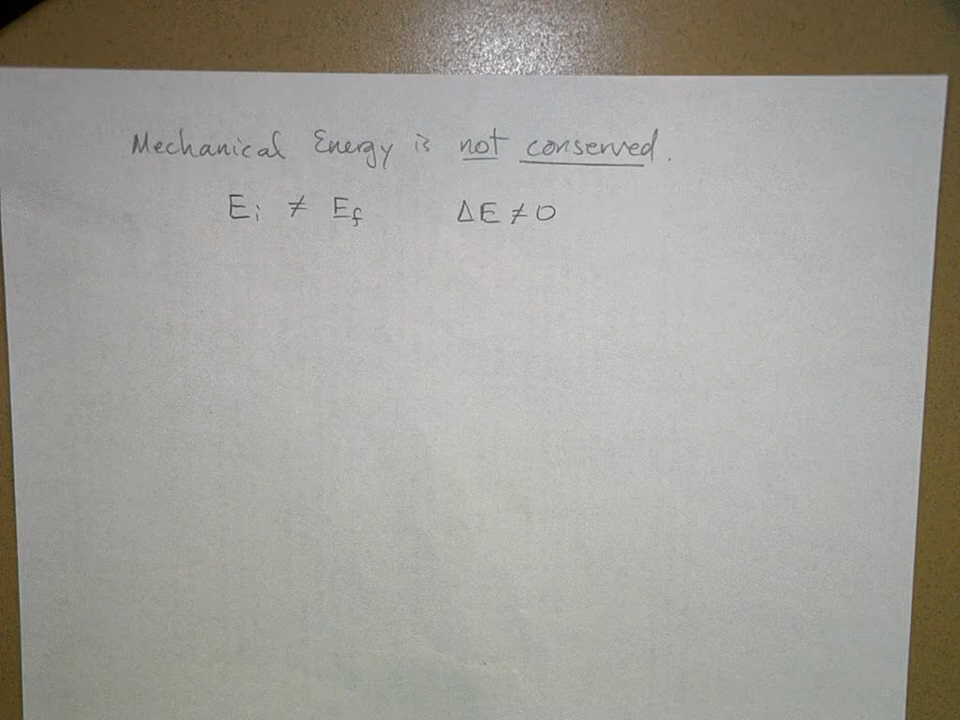 Mechanical Energy is not conserved.
Ei ≠ Ef ΔE ≠ 0